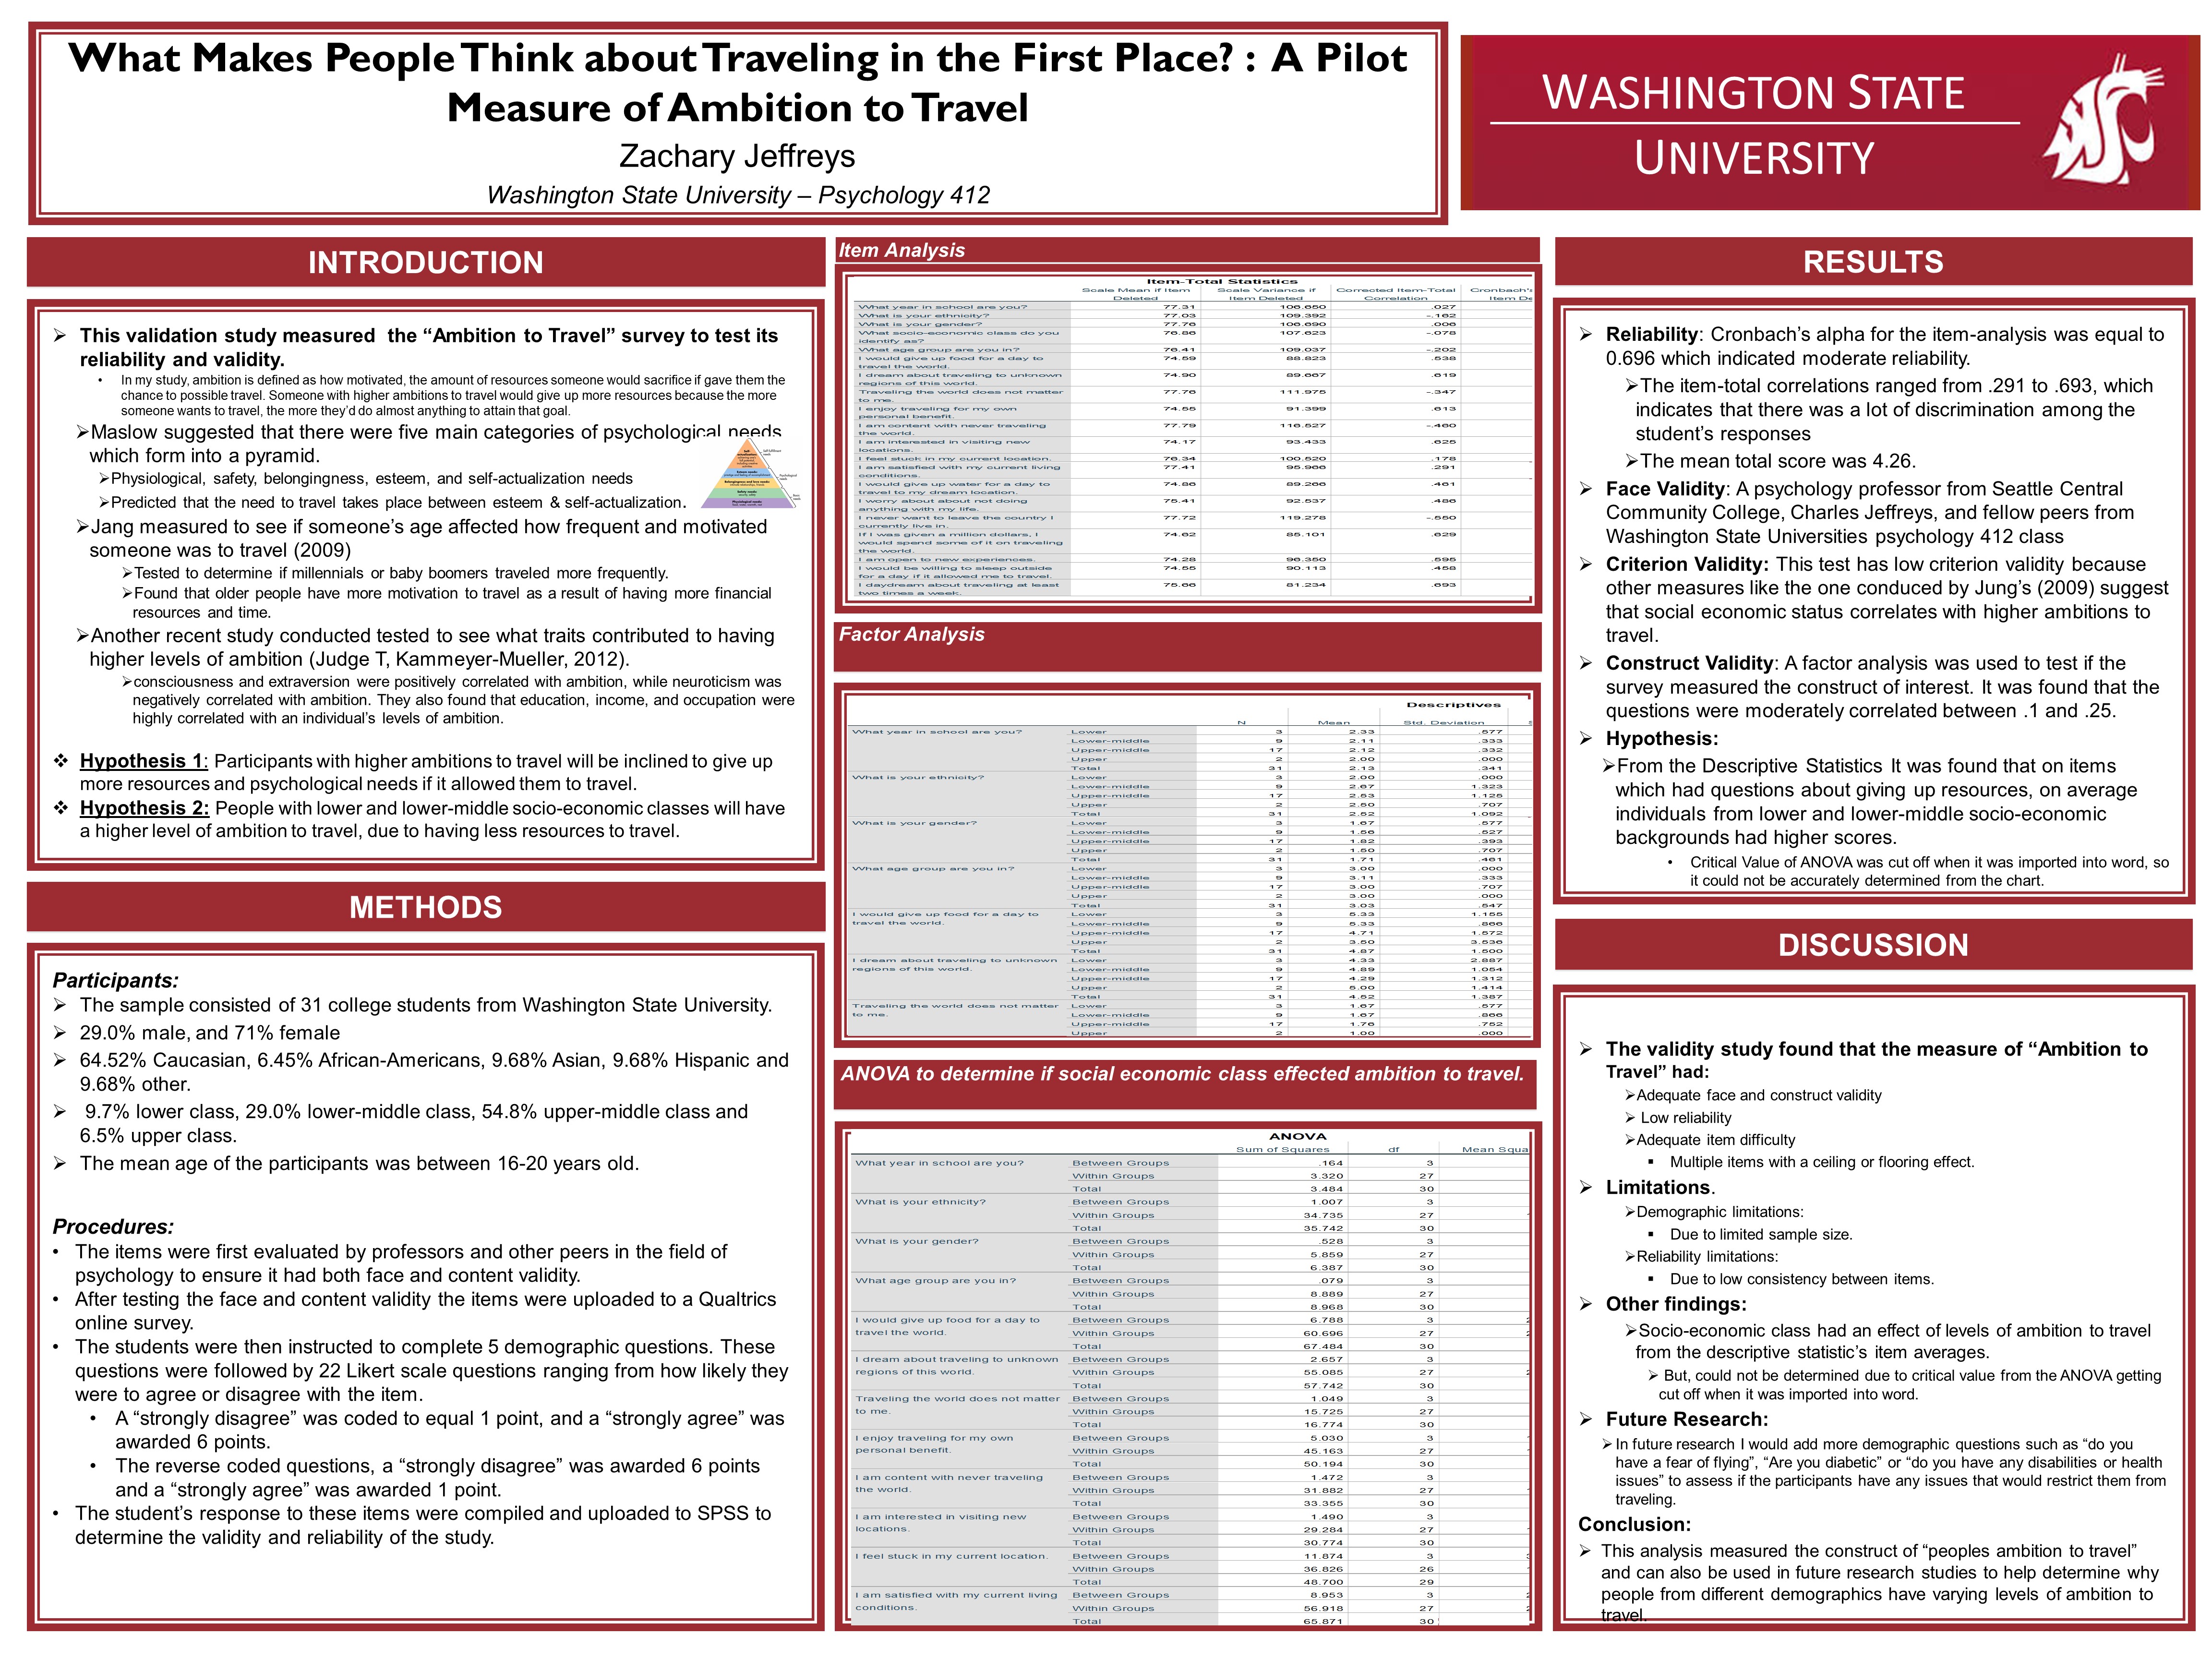 What Makes People Think about Traveling in the First Place? : A Pilot
Measure of Ambition to Travel
Zachary Jeffreys
Washington State University – Psychology 412
WASHINGTON STATE
UNIVERSITY
INTRODUCTION
➢ This validation study measured the “Ambition to Travel” survey to test its
reliability and validity.
• In my study, ambition is defined as how motivated, the amount of resources someone would sacrifice if gave them the
chance to possible travel. Someone with higher ambitions to travel would give up more resources because the more
someone wants to travel, the more they’d do almost anything to attain that goal.
➢Maslow suggested that there were five main categories of psychological needs
which form into a pyramid.
➢Physiological, safety, belongingness, esteem, and self-actualization needs
➢Predicted that the need to travel takes place between esteem & self-actualization.
➢Jang measured to see if someone’s age affected how frequent and motivated
someone was to travel (2009)
➢Tested to determine if millennials or baby boomers traveled more frequently.
➢Found that older people have more motivation to travel as a result of having more financial
resources and time.
➢Another recent study conducted tested to see what traits contributed to having
higher levels of ambition (Judge T, Kammeyer-Mueller, 2012).
➢consciousness and extraversion were positively correlated with ambition, while neuroticism was
negatively correlated with ambition. They also found that education, income, and occupation were
highly correlated with an individual’s levels of ambition.
❖ Hypothesis 1: Participants with higher ambitions to travel will be inclined to give up
more resources and psychological needs if it allowed them to travel.
❖ Hypothesis 2: People with lower and lower-middle socio-economic classes will have
a higher level of ambition to travel, due to having less resources to travel.
METHODS
Participants:
➢ The sample consisted of 31 college students from Washington State University.
➢ 29.0% male, and 71% female
➢ 64.52% Caucasian, 6.45% African-Americans, 9.68% Asian, 9.68% Hispanic and
9.68% other.
➢ 9.7% lower class, 29.0% lower-middle class, 54.8% upper-middle class and
6.5% upper class.
➢ The mean age of the participants was between 16-20 years old.
Procedures:
• The items were first evaluated by professors and other peers in the field of
psychology to ensure it had both face and content validity.
• After testing the face and content validity the items were uploaded to a Qualtrics
online survey.
• The students were then instructed to complete 5 demographic questions. These
questions were followed by 22 Likert scale questions ranging from how likely they
were to agree or disagree with the item.
• A “strongly disagree” was coded to equal 1 point, and a “strongly agree” was
awarded 6 points.
• The reverse coded questions, a “strongly disagree” was awarded 6 points
and a “strongly agree” was awarded 1 point.
• The student’s response to these items were compiled and uploaded to SPSS to
determine the validity and reliability of the study.
Item Analysis
Item-Total Statistics
Scale Mean if Item Scale Variance if Corrected Item-Total Cronbach's
Deleted Item Deleted Correlation Item De
What year in school are you? 77.31 106.650 .027
What is your ethnicity? 77.03 109.392 -.162
What is your gender? 77.76 106.690 .006
What socio-economic class do you 76.86 107.623 -.078
identify as?
What age group are you in? 76.41 109.037 -.202
I would give up food for a day to 74.59 88.823 .538
travel the world.
I dream about traveling to unknown 74.90 89.667 .619
regions of this world.
Traveling the world does not matter 77.76 111.975 -.347
to me.
I enjoy traveling for my own 74.55 91.399 .613
personal benefit.
I am content with never traveling 77.79 116.527 -.460
the world.
I am interested in visiting new 74.17 93.433 .625
locations.
I feel stuck in my current location. 76.34 100.520 .178
I am satisfied with my current living 77.41 95.966 .291
conditions.
I would give up water for a day to 74.86 89.266 .461
travel to my dream location.
I worry about about not doing 75.41 92.537 .486
anything with my life.
I never want to leave the country I 77.72 119.278 -.550
currently live in.
If I was given a million dollars, I 74.62 85.101 .629
would spend some of it on traveling
the world.
I am open to new experiences. 74.28 96.350 .595
I would be willing to sleep outside 74.55 90.113 .458
for a day if it allowed me to travel.
I daydream about traveling at least 75.66 81.234 .693
two times a week.
Factor Analysis
Descriptives
N Mean Std. Deviation
What year in school are you? Lower 3 2.33 .577
Lower-middle 9 2.11 .333
Upper-middle 17 2.12 .332
Upper 2 2.00 .000
Total 31 2.13 .341
What is your ethnicity? Lower 3 2.00 .000
Lower-middle 9 2.67 1.323
Upper-middle 17 2.53 1.125
Upper 2 2.50 .707
Total 31 2.52 1.092
What is your gender? Lower 3 1.67 .577
Lower-middle 9 1.56 .527
Upper-middle 17 1.82 .393
Upper 2 1.50 .707
Total 31 1.71 .461
What age group are you in? Lower 3 3.00 .000
Lower-middle 9 3.11 .333
Upper-middle 17 3.00 .707
Upper 2 3.00 .000
Total 31 3.03 .547
I would give up food for a day to Lower 3 5.33 1.155
travel the world. Lower-middle 9 5.33 .866
Upper-middle 17 4.71 1.572
Upper 2 3.50 3.536
Total 31 4.87 1.500
I dream about traveling to unknown Lower 3 4.33 2.887
regions of this world. Lower-middle 9 4.89 1.054
Upper-middle 17 4.29 1.312
Upper 2 5.00 1.414
Total 31 4.52 1.387
Traveling the world does not matter Lower 3 1.67 .577
to me. Lower-middle 9 1.67 .866
Upper-middle 17 1.76 .752
Upper 2 1.00 .000
ANOVA to determine if social economic class effected ambition to travel.
ANOVA
Sum of Squares df Mean Squa
What year in school are you? Between Groups .164 3
Within Groups 3.320 27
Total 3.484 30
What is your ethnicity? Between Groups 1.007 3
Within Groups 34.735 27
Total 35.742 30
What is your gender? Between Groups .528 3
Within Groups 5.859 27
Total 6.387 30
What age group are you in? Between Groups .079 3
Within Groups 8.889 27
Total 8.968 30
I would give up food for a day to Between Groups 6.788 3
travel the world. Within Groups 60.696 27
Total 67.484 30
I dream about traveling to unknown Between Groups 2.657 3
regions of this world. Within Groups 55.085 27
Total 57.742 30
Traveling the world does not matter Between Groups 1.049 3
to me. Within Groups 15.725 27
Total 16.774 30
I enjoy traveling for my own Between Groups 5.030 3
personal benefit. Within Groups 45.163 27
Total 50.194 30
I am content with never traveling Between Groups 1.472 3
the world. Within Groups 31.882 27
Total 33.355 30
I am interested in visiting new Between Groups 1.490 3
locations. Within Groups 29.284 27
Total 30.774 30
I feel stuck in my current location. Between Groups 11.874 3
Within Groups 36.826 26
Total 48.700 29
I am satisfied with my current living Between Groups 8.953 3
conditions. Within Groups 56.918 27
Total 65.871 30
RESULTS
➢ Reliability: Cronbach’s alpha for the item-analysis was equal to
0.696 which indicated moderate reliability.
➢The item-total correlations ranged from .291 to .693, which
indicates that there was a lot of discrimination among the
student’s responses
➢The mean total score was 4.26.
➢ Face Validity: A psychology professor from Seattle Central
Community College, Charles Jeffreys, and fellow peers from
Washington State Universities psychology 412 class
➢ Criterion Validity: This test has low criterion validity because
other measures like the one conduced by Jung’s (2009) suggest
that social economic status correlates with higher ambitions to
travel.
➢ Construct Validity: A factor analysis was used to test if the
survey measured the construct of interest. It was found that the
questions were moderately correlated between .1 and .25.
➢ Hypothesis:
➢From the Descriptive Statistics It was found that on items
which had questions about giving up resources, on average
individuals from lower and lower-middle socio-economic
backgrounds had higher scores.
• Critical Value of ANOVA was cut off when it was imported into word, so
it could not be accurately determined from the chart.
DISCUSSION
➢ The validity study found that the measure of “Ambition to
Travel” had:
➢Adequate face and construct validity
➢ Low reliability
➢Adequate item difficulty
▪ Multiple items with a ceiling or flooring effect.
➢ Limitations.
➢Demographic limitations:
▪ Due to limited sample size.
➢Reliability limitations:
▪ Due to low consistency between items.
➢ Other findings:
➢Socio-economic class had an effect of levels of ambition to travel
from the descriptive statistic’s item averages.
➢ But, could not be determined due to critical value from the ANOVA getting
cut off when it was imported into word.
➢ Future Research:
➢In future research I would add more demographic questions such as “do you
have a fear of flying”, “Are you diabetic” or “do you have any disabilities or health
issues” to assess if the participants have any issues that would restrict them from
traveling.
Conclusion:
➢ This analysis measured the construct of “peoples ambition to travel”
and can also be used in future research studies to help determine why
people from different demographics have varying levels of ambition to
travel.